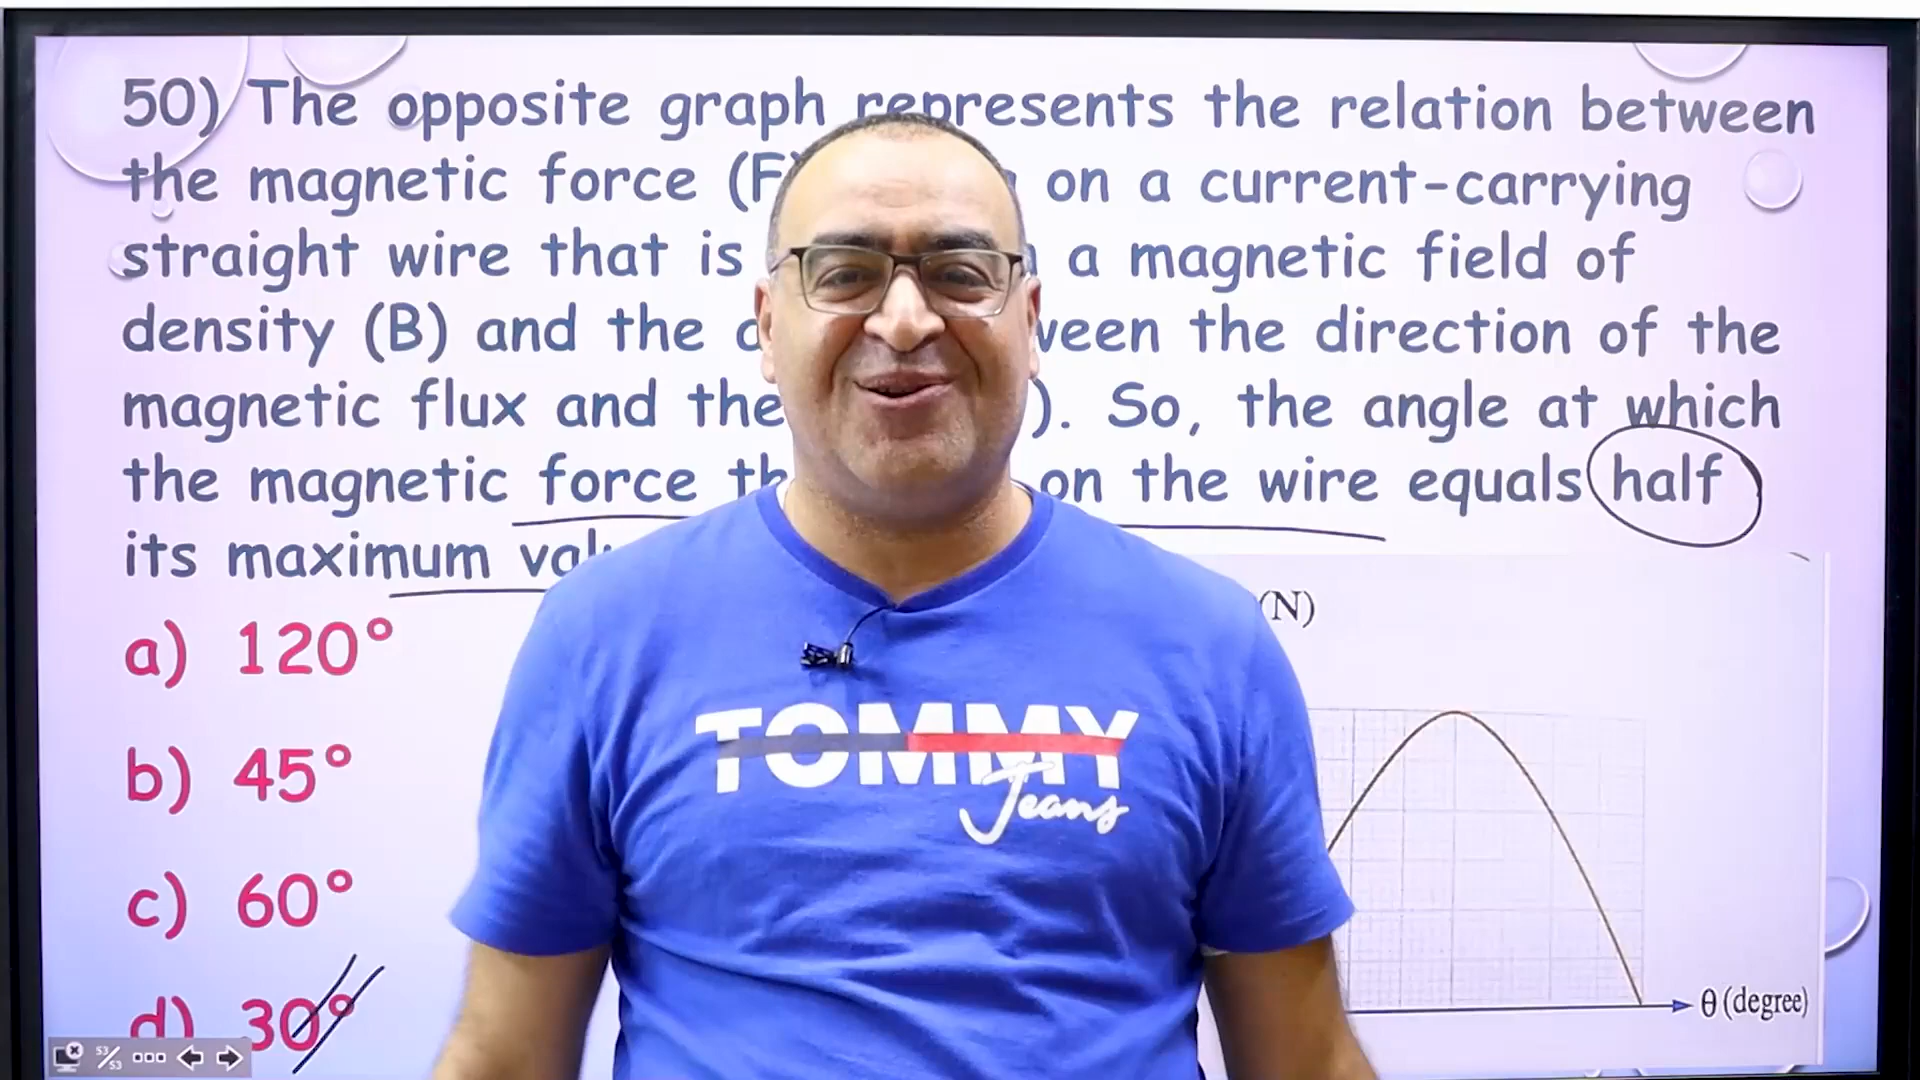 50) The opposite graph represents the relation between
the magnetic force (F on a current-carrying
straight wire that is a magnetic field of
density (B) and the the direction of the
magnetic flux and the ). So, the angle at which
the magnetic force on the wire equals half
its maximum
a) 120°
b) 45°
c) 60°
d) 30°
(N)
θ (degree)
TOMMY
Jeans
53/53